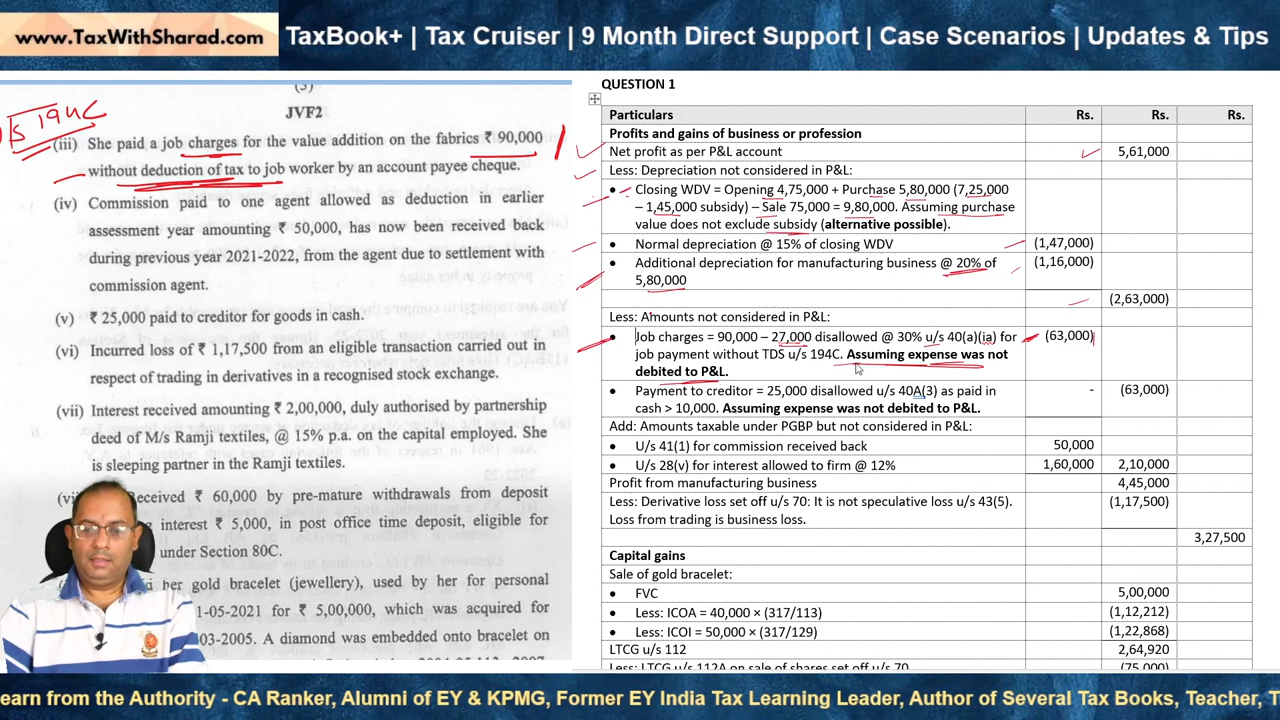 www.TaxWithSharad.com
TaxBook+ | Tax Cruiser | 9 Month Direct Support | Case Scenarios | Updates & Tips
(3)
JVF2
S 194C
(iii) She paid a job charges for the value addition on the fabrics ₹ 90,000
without deduction of tax to job worker by an account payee cheque.
(iv) Commission paid to one agent allowed as deduction in earlier
assessment year amounting ₹ 50,000, has now been received back
during previous year 2021-2022, from the agent due to settlement with
commission agent.
(v) ₹ 25,000 paid to creditor for goods in cash.
(vi) Incurred loss of ₹ 1,17,500 from an eligible transaction carried out in
respect of trading in derivatives in a recognised stock exchange.
(vii) Interest received amounting ₹ 2,00,000, duly authorised by partnership
deed of M/s Ramji textiles, @ 15% p.a. on the capital employed. She
is sleeping partner in the Ramji textiles.
Received ₹ 60,000 by pre-mature withdrawals from deposit
interest ₹ 5,000, in post office time deposit, eligible for
under Section 80C.
her gold bracelet (jewellery), used by her for personal
1-05-2021 for ₹ 5,00,000, which was acquired for
03-2005. A diamond was embedded onto bracelet on
QUESTION 1
Particulars Rs. Rs. Rs.
Profits and gains of business or profession
Net profit as per P&L account 5,61,000
Less: Depreciation not considered in P&L:
• Closing WDV = Opening 4,75,000 + Purchase 5,80,000 (7,25,000
– 1,45,000 subsidy) – Sale 75,000 = 9,80,000. Assuming purchase
value does not exclude subsidy (alternative possible).
• Normal depreciation @ 15% of closing WDV (1,47,000)
• Additional depreciation for manufacturing business @ 20% of (1,16,000)
5,80,000
(2,63,000)
Less: Amounts not considered in P&L:
• Job charges = 90,000 – 27,000 disallowed @ 30% u/s 40(a)(ia) for (63,000)
job payment without TDS u/s 194C. Assuming expense was not
debited to P&L.
• Payment to creditor = 25,000 disallowed u/s 40A(3) as paid in - (63,000)
cash > 10,000. Assuming expense was not debited to P&L.
Add: Amounts taxable under PGBP but not considered in P&L:
• U/s 41(1) for commission received back 50,000
• U/s 28(v) for interest allowed to firm @ 12% 1,60,000 2,10,000
Profit from manufacturing business 4,45,000
Less: Derivative loss set off u/s 70: It is not speculative loss u/s 43(5). (1,17,500)
Loss from trading is business loss.
3,27,500
Capital gains
Sale of gold bracelet:
• FVC 5,00,000
• Less: ICOA = 40,000 × (317/113) (1,12,212)
• Less: ICOI = 50,000 × (317/129) (1,22,868)
LTCG u/s 112 2,64,920
Less: LTCG u/s 112A on sale of shares set off u/s 70 (75,000)
earn from the Authority - CA Ranker, Alumni of EY & KPMG, Former EY India Tax Learning Leader, Author of Several Tax Books, Teacher, T